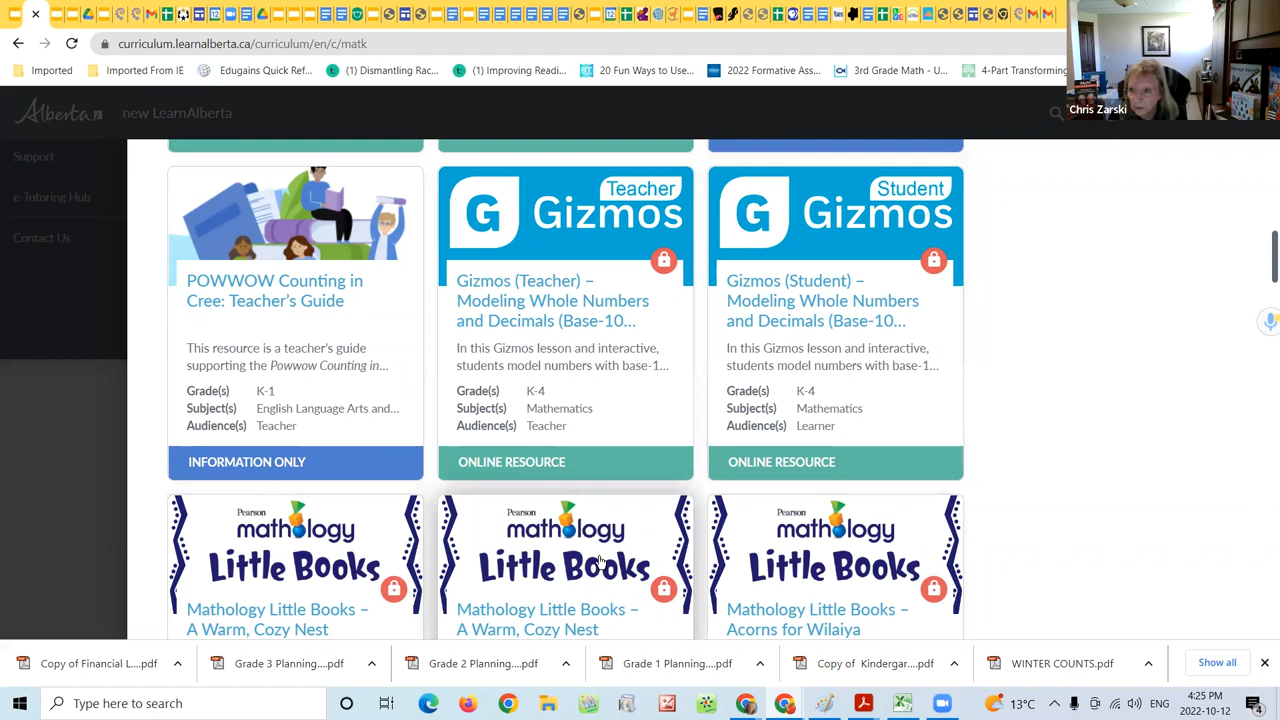 curriculum.learnalberta.ca/curriculum/en/c/matk
Imported
Imported From IE
Edugains Quick Ref...
(1) Dismantling Rac...
(1) Improving Readi...
20 Fun Ways to Use...
2022 Formative Ass...
3rd Grade Math - U...
4-Part Transforming
Chris Zarski
Alberta
new LearnAlberta
Support
e-Tutoring Hub
Contact Us
POWWOW Counting in
Cree: Teacher's Guide
This resource is a teacher's guide
supporting the Powwow Counting in...
Grade(s) K-1
Subject(s) English Language Arts and...
Audience(s) Teacher
INFORMATION ONLY
Teacher
G Gizmos
Gizmos (Teacher) –
Modeling Whole Numbers
and Decimals (Base-10...
In this Gizmos lesson and interactive,
students model numbers with base-1...
Grade(s) K-4
Subject(s) Mathematics
Audience(s) Teacher
ONLINE RESOURCE
Student
G Gizmos
Gizmos (Student) –
Modeling Whole Numbers
and Decimals (Base-10...
In this Gizmos lesson and interactive,
students model numbers with base-1...
Grade(s) K-4
Subject(s) Mathematics
Audience(s) Learner
ONLINE RESOURCE
Pearson
mathology
Little Books
Mathology Little Books –
A Warm, Cozy Nest
Pearson
mathology
Little Books
Mathology Little Books –
A Warm, Cozy Nest
Pearson
mathology
Little Books
Mathology Little Books –
Acorns for Wilaiya
Copy of Financial L....pdf
Grade 3 Planning....pdf
Grade 2 Planning....pdf
Grade 1 Planning....pdf
Copy of Kindergar....pdf
WINTER COUNTS.pdf
Show all
Type here to search
13°C
ENG
4:25 PM
2022-10-12
4